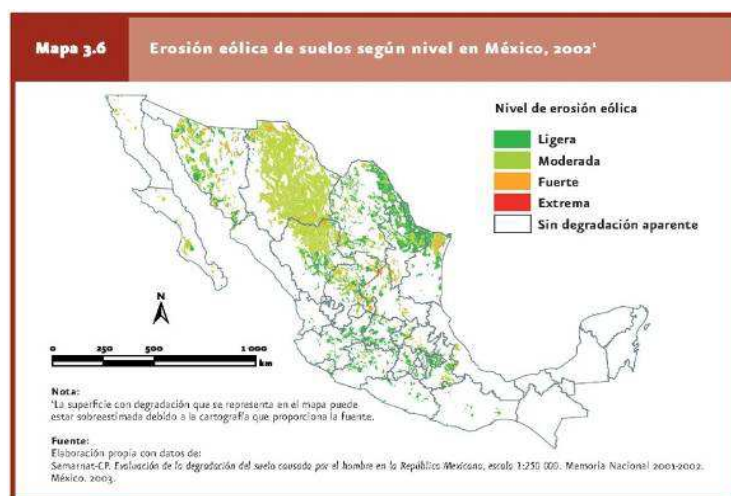 Mapa 3.6
Erosión eólica de suelos según nivel en México, 2002¹
Nivel de erosión eólica
Ligera
Moderada
Fuerte
Extrema
Sin degradación aparente
N
0 250 500 1 000
km
Nota:
¹La superficie con degradación que se representa en el mapa puede
estar sobreestimada debido a la cartografía que proporciona la fuente.
Fuente:
Elaboración propia con datos de:
Semarnat-CP. Evaluación de la degradación del suelo causada por el hombre en la República Mexicana, escala 1:250 000. Memoria Nacional 2001-2002.
México. 2003.